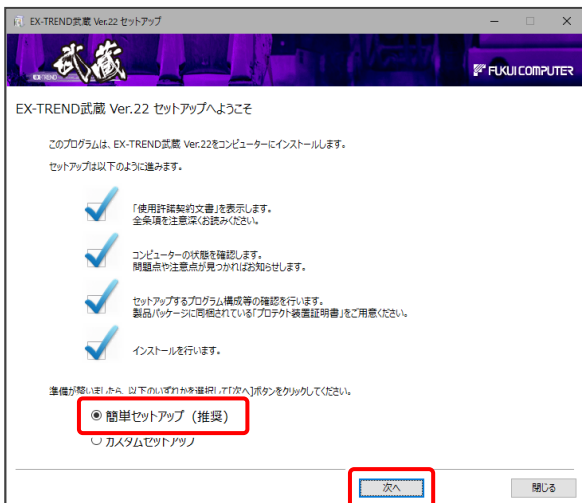 EX-TREND武蔵 Ver.22 セットアップ
武蔵
EX-TREND
FUKUI COMPUTER
EX-TREND武蔵 Ver.22 セットアップへようこそ
このプログラムは、EX-TREND武蔵 Ver.22をコンピューターにインストールします。
セットアップは以下のように進みます。
「使用許諾契約文書」を表示します。
全条項を注意深くお読みください。
コンピューターの状態を確認します。
問題点や注意点が見つかればお知らせします。
セットアップするプログラム構成等の確認を行います。
製品パッケージに同梱されている「プロテクト装置証明書」をご用意ください。
インストールを行います。
準備が整いましたら、以下のいずれかを選択して「次へ」ボタンをクリックしてください。
簡単セットアップ（推奨）
カスタムセットアップ
次へ
閉じる